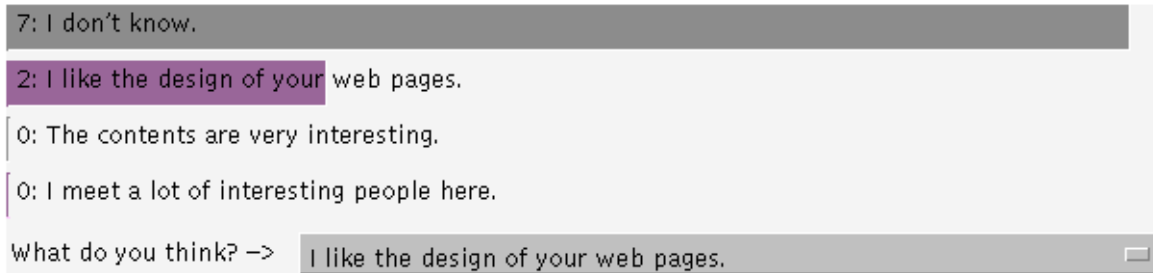 7: I don't know.
2: I like the design of your web pages.
0: The contents are very interesting.
0: I meet a lot of interesting people here.
What do you think? -> I like the design of your web pages.